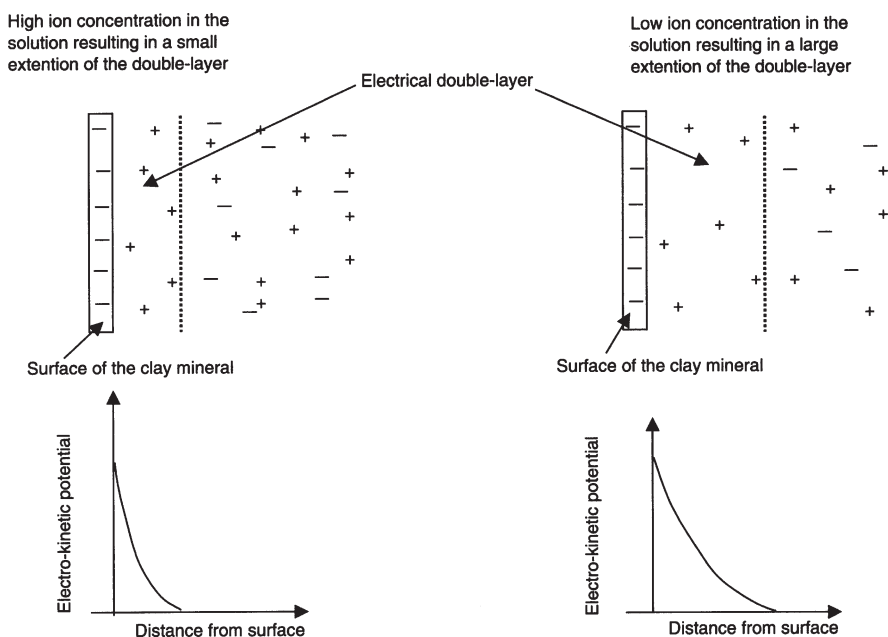 High ion concentration in the
solution resulting in a small
extention of the double-layer
Low ion concentration in the
solution resulting in a large
extention of the double-layer
Electrical double-layer
Surface of the clay mineral
Surface of the clay mineral
Electro-kinetic potential
Distance from surface
Electro-kinetic potential
Distance from surface